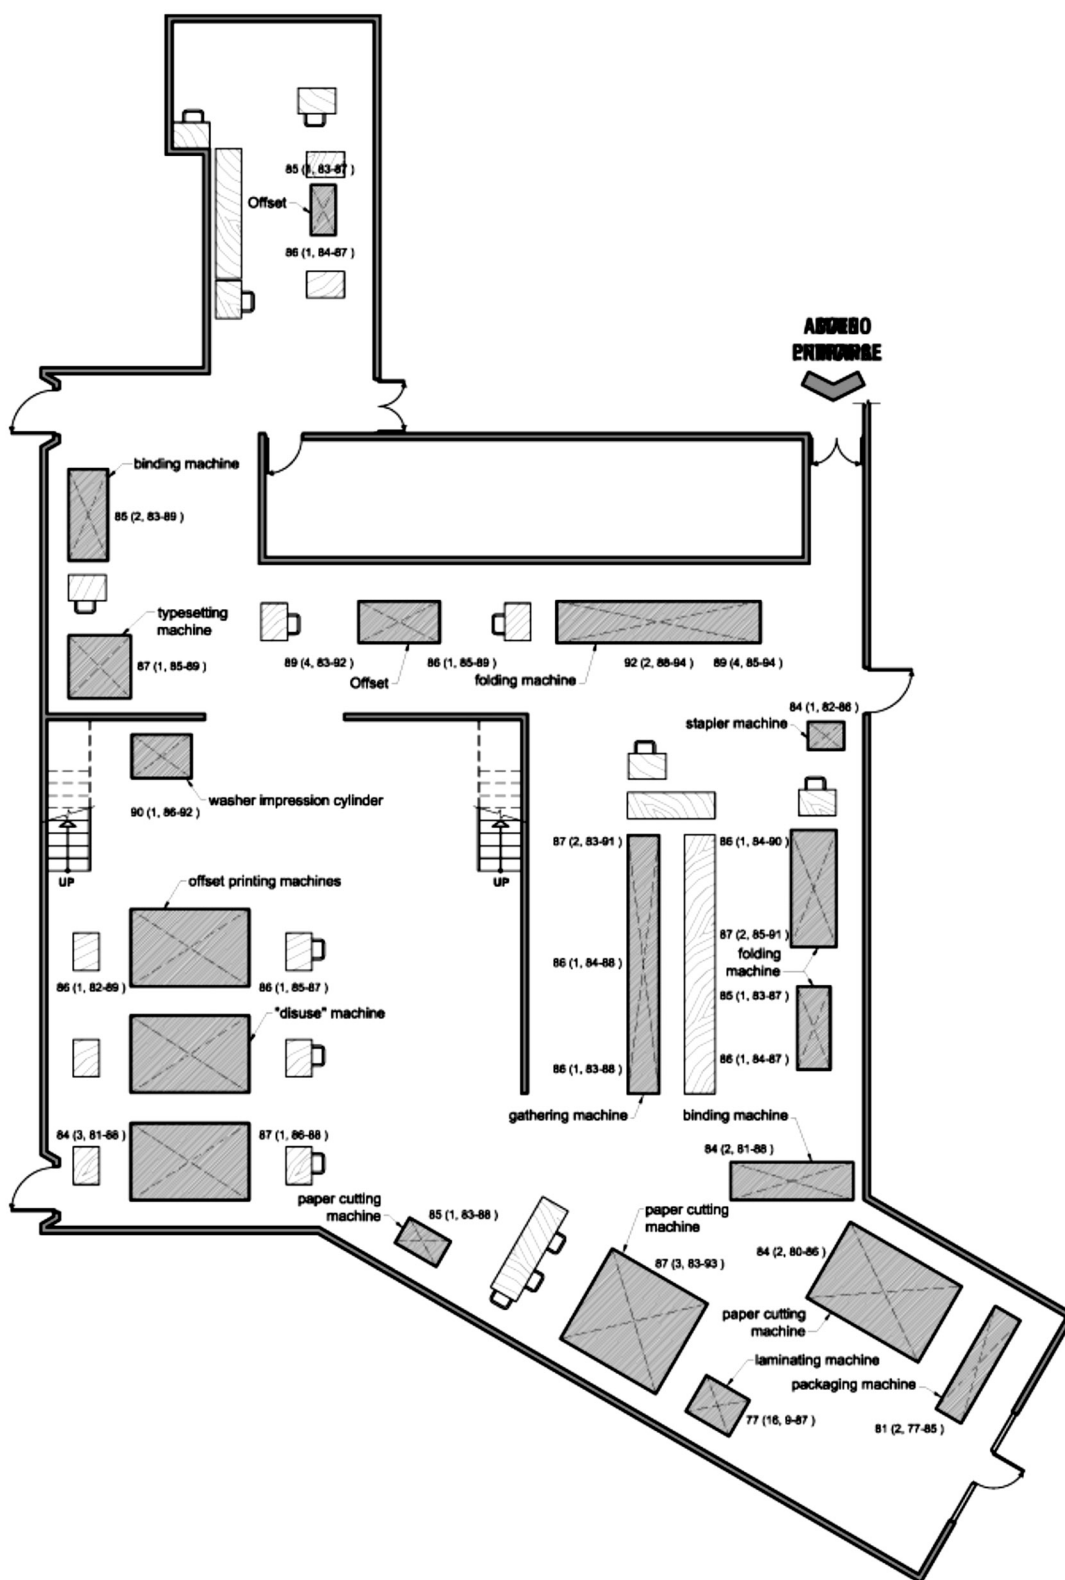 85 (1, 83-87 )
Offset
86 (1, 84-87 )
binding machine
85 (2, 83-89 )
typesetting
machine
87 (1, 85-89 )
89 (4, 83-92 )
Offset
86 (1, 85-89 )
folding machine
92 (2, 88-94 )
89 (4, 85-94 )
84 (1, 82-86 )
stapler machine
washer impression cylinder
90 (1, 86-92 )
UP
UP
offset printing machines
86 (1, 82-89 )
86 (1, 85-87 )
"disuse" machine
84 (3, 81-86 )
87 (1, 86-88 )
87 (2, 83-91 )
86 (1, 84-88 )
86 (1, 83-88 )
gathering machine
86 (1, 84-90 )
87 (2, 85-91 )
folding
machine
85 (1, 83-87 )
86 (1, 84-87 )
binding machine
84 (2, 81-88 )
paper cutting
machine
85 (1, 83-88 )
paper cutting
machine
87 (3, 83-93 )
84 (2, 80-86 )
paper cutting
machine
laminating machine
77 (16, 9-87 )
packaging machine
81 (2, 77-85 )